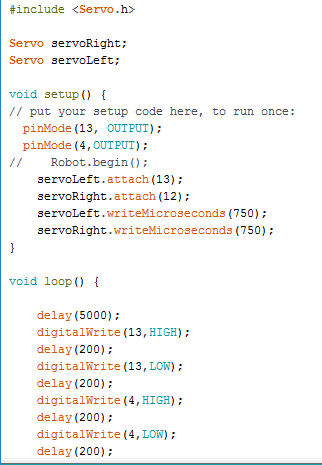 #include <Servo.h>
Servo servoRight;
Servo servoLeft;
void setup() {
// put your setup code here, to run once:
pinMode(13, OUTPUT);
pinMode(4,OUTPUT);
// Robot.begin();
servoLeft.attach(13);
servoRight.attach(12);
servoLeft.writeMicroseconds(750);
servoRight.writeMicroseconds(750);
}
void loop() {
delay(5000);
digitalWrite(13,HIGH);
delay(200);
digitalWrite(13,LOW);
delay(200);
digitalWrite(4,HIGH);
delay(200);
digitalWrite(4,LOW);
delay(200);